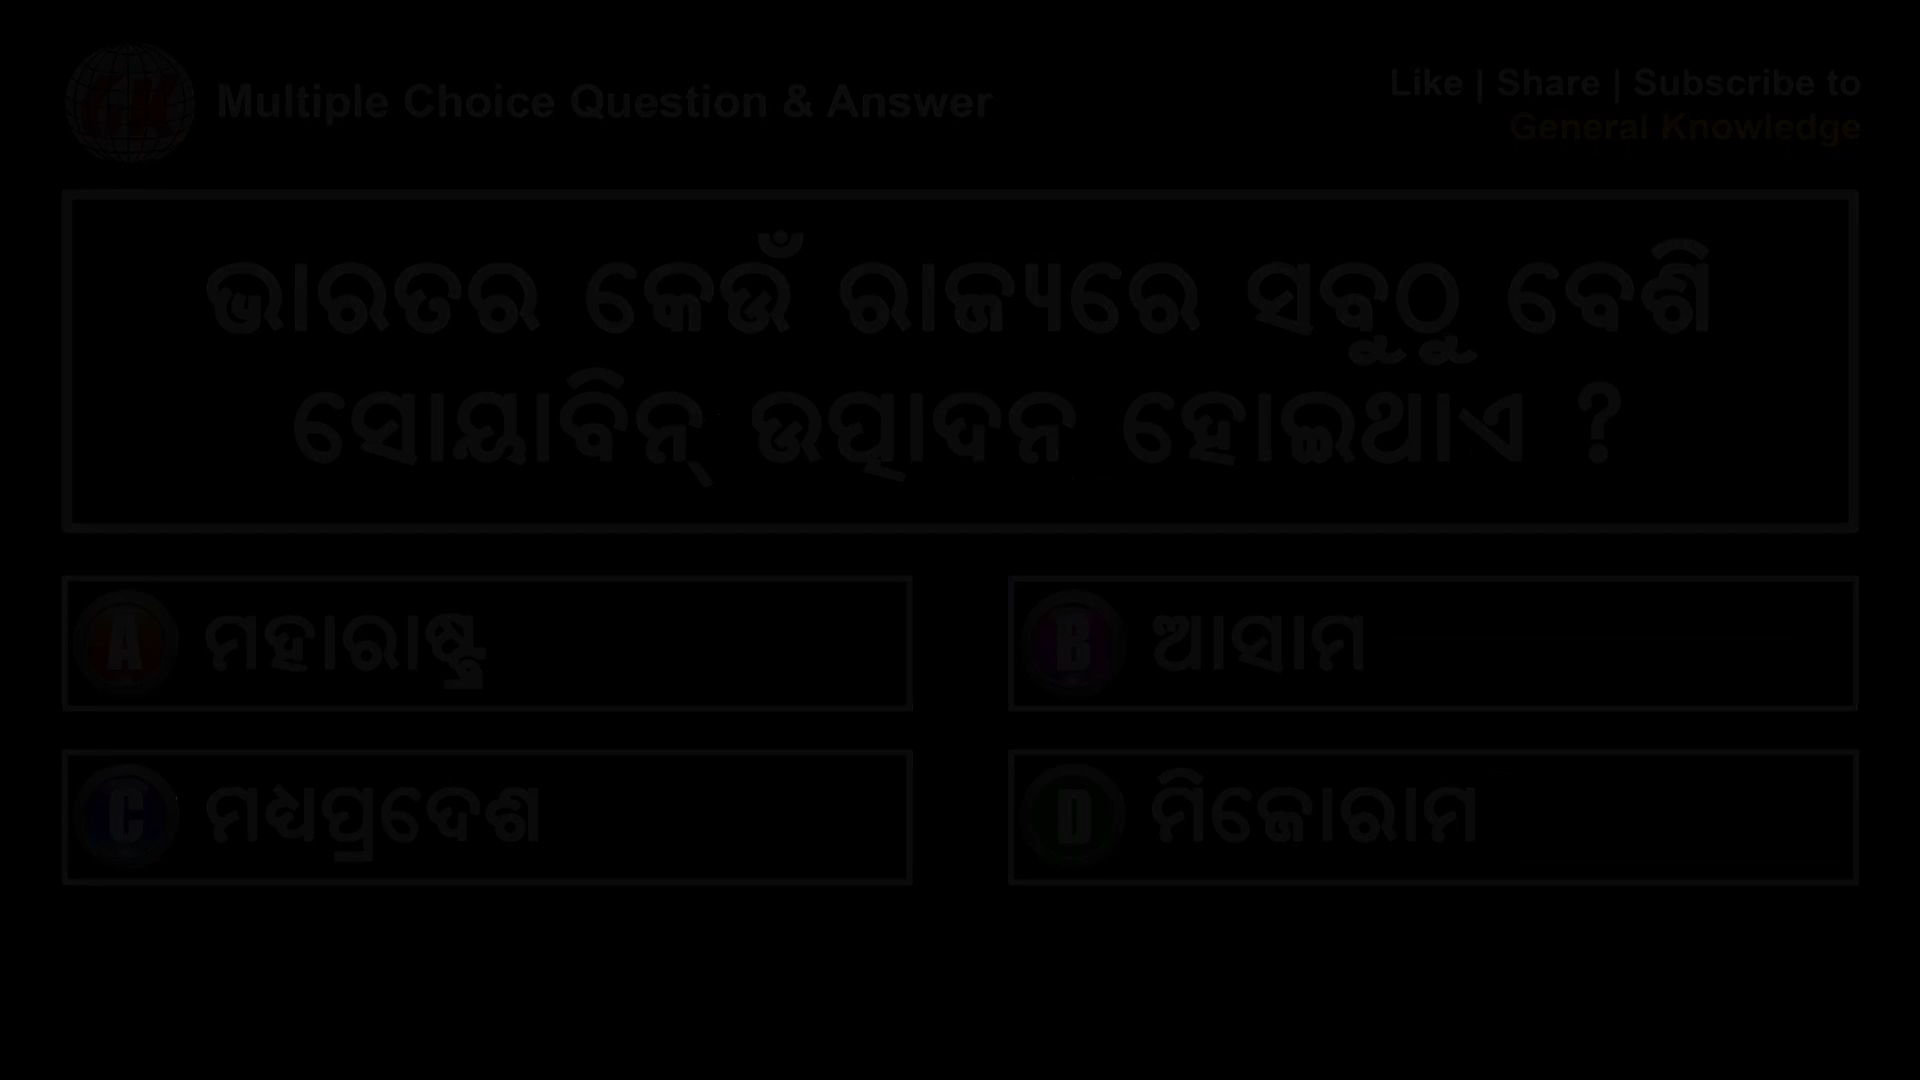 GK
Multiple Choice Question & Answer
Like | Share | Subscribe to
General Knowledge
ଭାରତର କେଉଁ ରାଜ୍ୟରେ ସବୁଠୁ ବେଶି
ସୋୟାବିନ୍ ଉତ୍ପାଦନ ହୋଇଥାଏ ?
A ମହାରାଷ୍ଟ୍ର
B ଆସାମ
C ମଧ୍ୟପ୍ରଦେଶ
D ମିଜୋରାମ